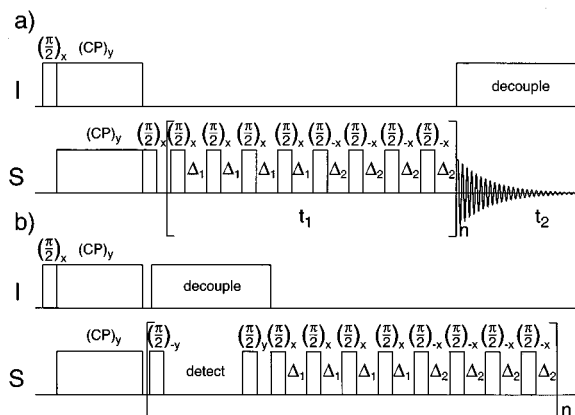 a)
(π/2)x (CP)y
I decouple
(CP)y (π/2)x (π/2)x (π/2)x (π/2)x (π/2)x (π/2)-x (π/2)-x (π/2)-x (π/2)-x
S Δ1 Δ1 Δ1 Δ1 Δ2 Δ2 Δ2 Δ2
t1 n t2
b)
(π/2)x (CP)y
I decouple
(CP)y (π/2)-y (π/2)y (π/2)x (π/2)x (π/2)x (π/2)x (π/2)-x (π/2)-x (π/2)-x (π/2)-x
S detect Δ1 Δ1 Δ1 Δ1 Δ2 Δ2 Δ2 Δ2
n